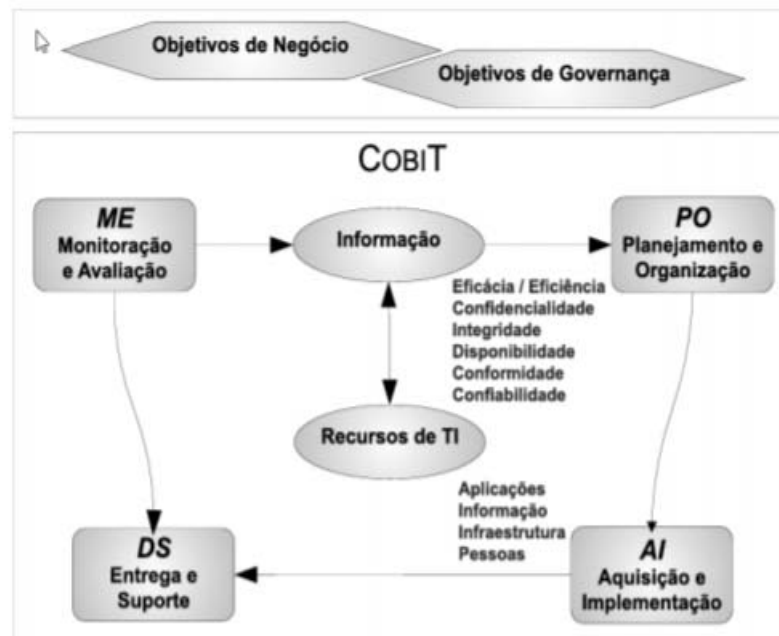 Objetivos de Negócio
Objetivos de Governança
COBIT
ME
Monitoração
e Avaliação
Informação
PO
Planejamento e
Organização
Eficácia / Eficiência
Confidencialidade
Integridade
Disponibilidade
Conformidade
Confiabilidade
Recursos de TI
Aplicações
Informação
Infraestrutura
Pessoas
DS
Entrega e
Suporte
AI
Aquisição e
Implementação